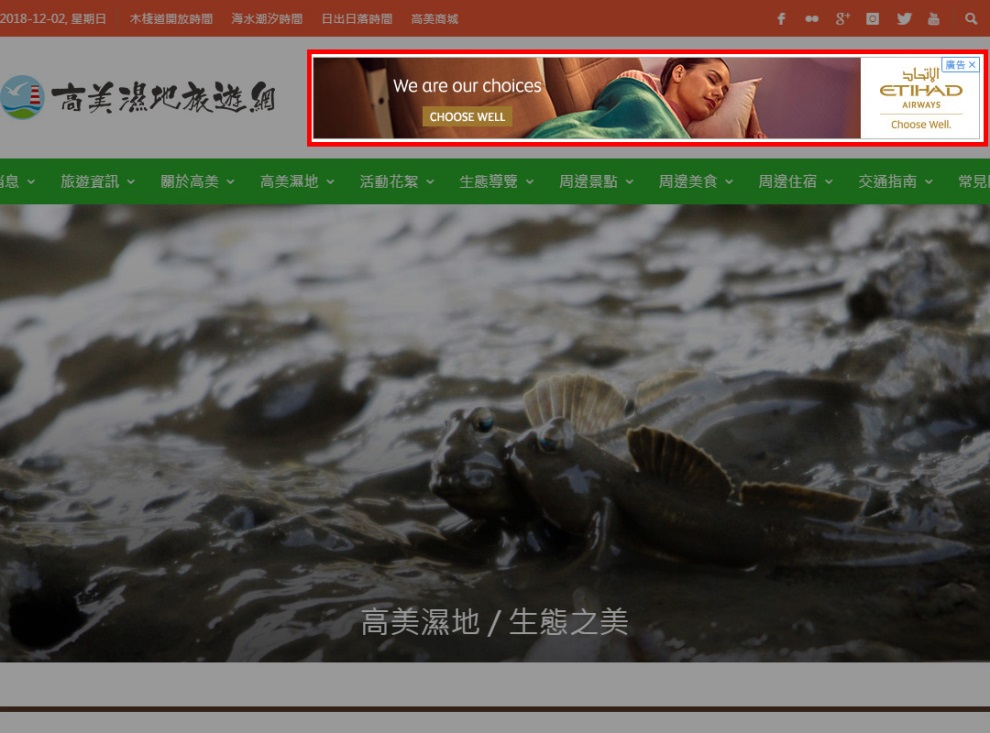 2018-12-02, 星期日 木棧道開放時間 海水潮汐時間 日出日落時間 高美商城
高美濕地旅遊網
We are our choices
CHOOSE WELL
廣告
الإتحاد
ETIHAD
AIRWAYS
Choose Well.
消息 旅遊資訊 關於高美 高美濕地 活動花絮 生態導覽 周邊景點 周邊美食 周邊住宿 交通指南 常見
高美濕地 / 生態之美